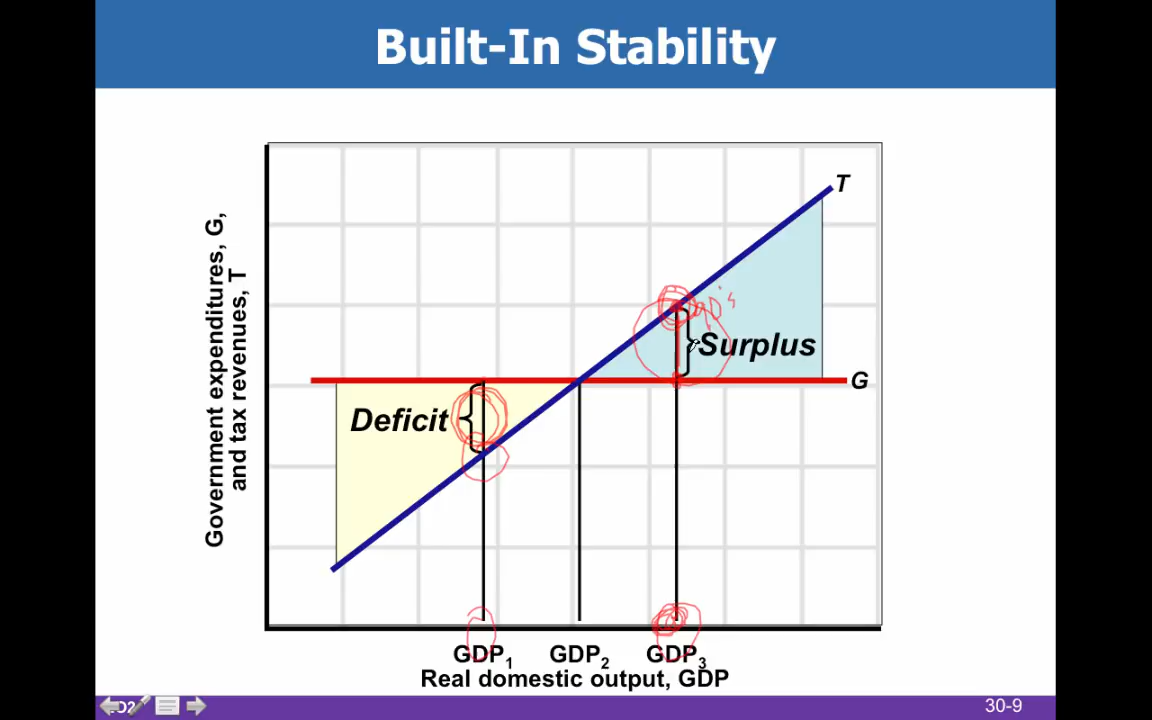 Built-In Stability
Government expenditures, G,
and tax revenues, T
T
Surplus
G
Deficit
GDP1 GDP2 GDP3
Real domestic output, GDP
30-9